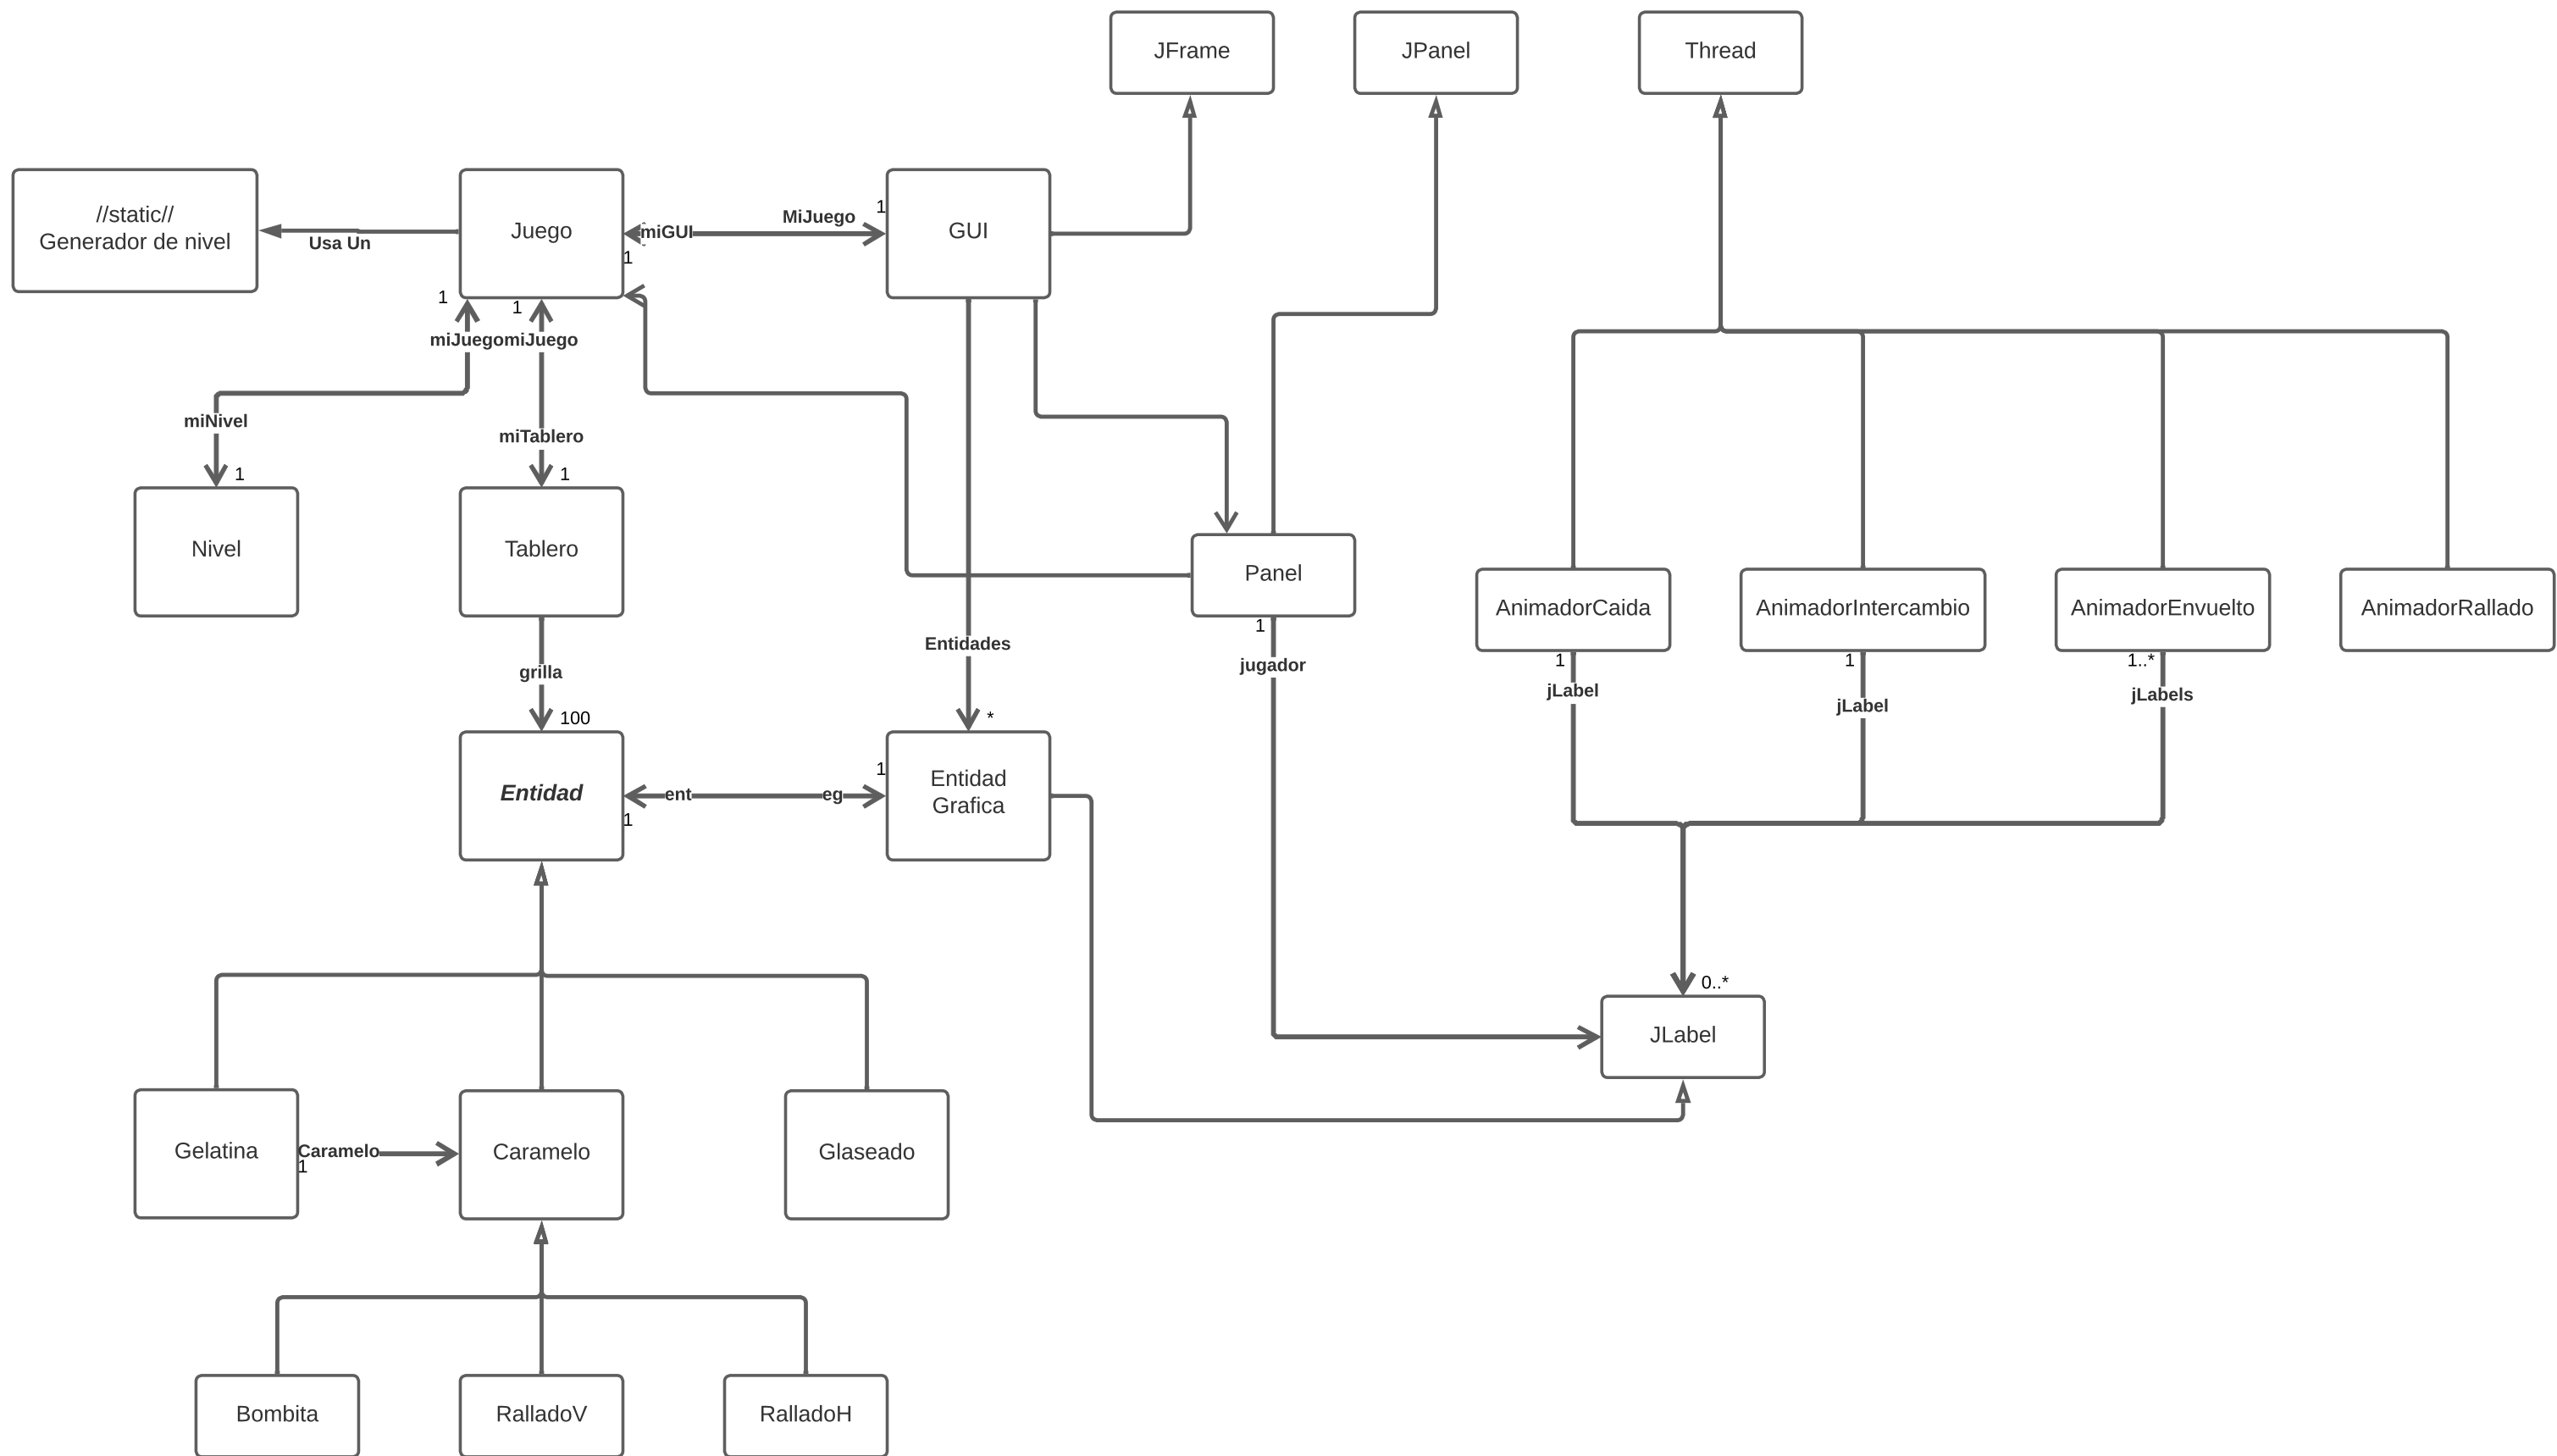 JFrame
JPanel
Thread
//static//
Generador de nivel
Usa Un
Juego
miGUI
1
MiJuego
1
GUI
1
miJuego
1
miJuego
miNivel
1
miTablero
1
Nivel
Tablero
Panel
AnimadorCaida
AnimadorIntercambio
AnimadorEnvuelto
AnimadorRallado
grilla
100
Entidades
*
1
jugador
1
jLabel
1
jLabel
1..*
jLabels
Entidad
1
ent
eg
1
Entidad
Grafica
0..*
JLabel
Gelatina
Caramelo
1
Caramelo
Glaseado
Bombita
RalladoV
RalladoH